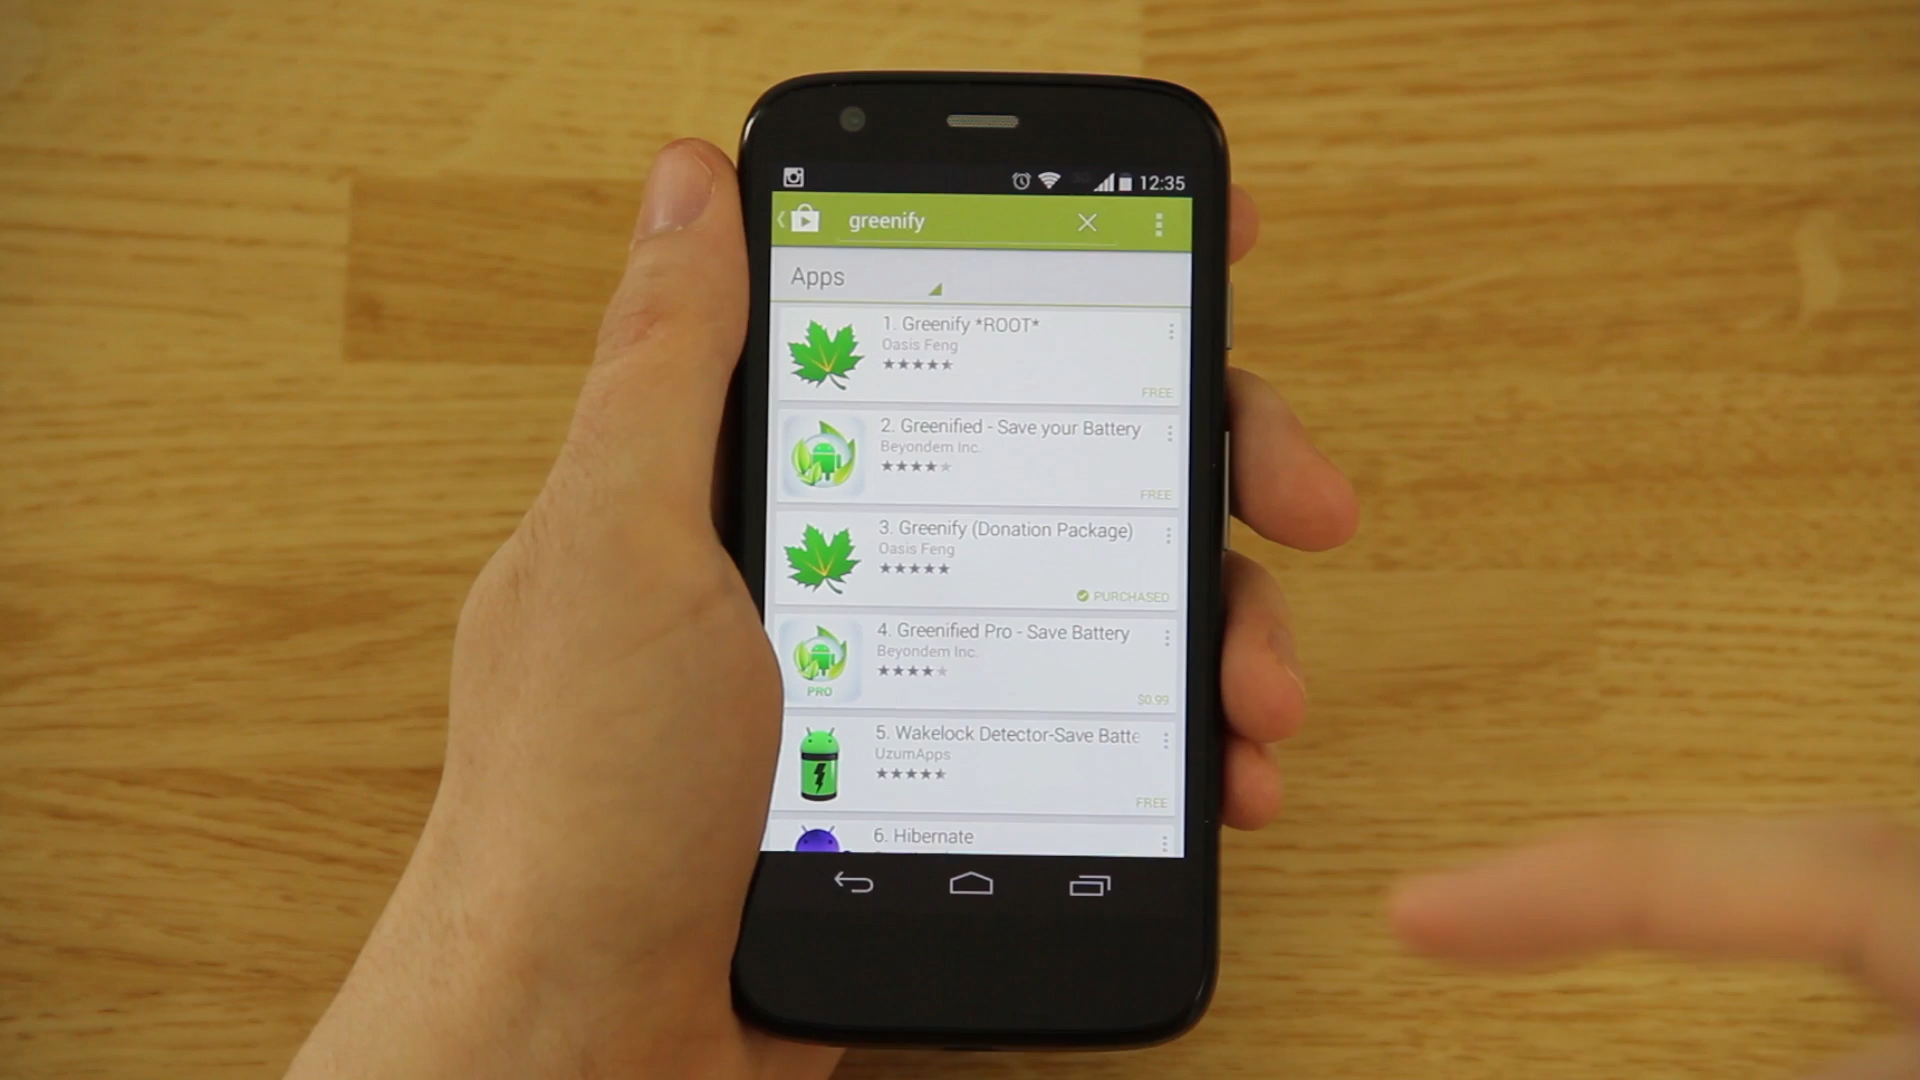 12:35
greenify
Apps
1. Greenify *ROOT*
Oasis Feng
FREE
2. Greenified - Save your Battery
Beyondem Inc.
FREE
3. Greenify (Donation Package)
Oasis Feng
PURCHASED
4. Greenified Pro - Save Battery
Beyondem Inc.
PRO
$0.99
5. Wakelock Detector-Save Batte
UzumApps
FREE
6. Hibernate